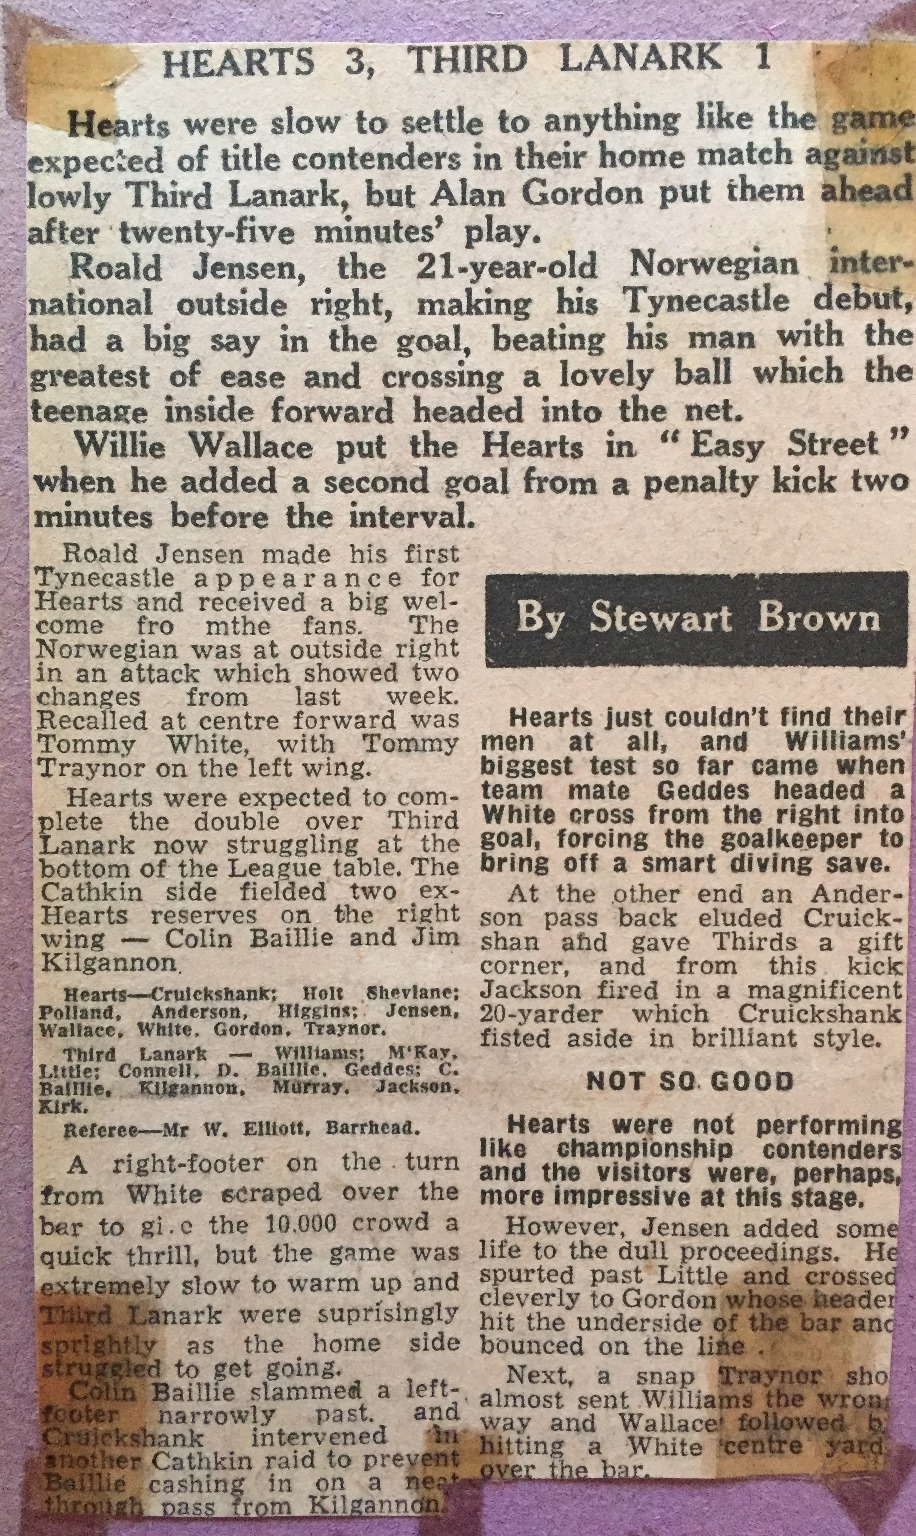 HEARTS 3, THIRD LANARK 1
Hearts were slow to settle to anything like the game
expected of title contenders in their home match against
lowly Third Lanark, but Alan Gordon put them ahead
after twenty-five minutes' play.
Roald Jensen, the 21-year-old Norwegian inter-
national outside right, making his Tynecastle debut,
had a big say in the goal, beating his man with the
greatest of ease and crossing a lovely ball which the
teenage inside forward headed into the net.
Willie Wallace put the Hearts in "Easy Street"
when he added a second goal from a penalty kick two
minutes before the interval.
Roald Jensen made his first
Tynecastle appearance for
Hearts and received a big wel-
come fro mthe fans. The
Norwegian was at outside right
in an attack which showed two
changes from last week.
Recalled at centre forward was
Tommy White, with Tommy
Traynor on the left wing.
Hearts were expected to com-
plete the double over Third
Lanark now struggling at the
bottom of the League table. The
Cathkin side fielded two ex-
Hearts reserves on the right
wing — Colin Baillie and Jim
Kilgannon.
Hearts—Cruickshank; Holt Shevlane;
Polland, Anderson, Higgins; Jensen,
Wallace, White, Gordon, Traynor.
Third Lanark — Williams; M'Kay,
Little; Connell, D. Baillie, Geddes; C.
Baillie, Kilgannon, Murray, Jackson,
Kirk.
Referee—Mr W. Elliott, Barrhead.
A right-footer on the turn
from White scraped over the
bar to gi.e the 10,000 crowd a
quick thrill, but the game was
extremely slow to warm up and
Third Lanark were suprisingly
sprightly as the home side
struggled to get going.
Colin Baillie slammed a left-
footer narrowly past, and
Cruickshank intervened in
another Cathkin raid to prevent
Baillie cashing in on a neat
through pass from Kilgannon.
By Stewart Brown
Hearts just couldn't find their
men at all, and Williams'
biggest test so far came when
team mate Geddes headed a
White cross from the right into
goal, forcing the goalkeeper to
bring off a smart diving save.
At the other end an Ander-
son pass back eluded Cruick-
shan and gave Thirds a gift
corner, and from this kick
Jackson fired in a magnificent
20-yarder which Cruickshank
fisted aside in brilliant style.
NOT SO GOOD
Hearts were not performing
like championship contenders
and the visitors were, perhaps,
more impressive at this stage.
However, Jensen added some
life to the dull proceedings. He
spurted past Little and crossed
cleverly to Gordon whose header
hit the underside of the bar and
bounced on the line.
Next, a snap Traynor sho
almost sent Williams the wron
way and Wallace followed b
hitting a White centre yard
over the bar.